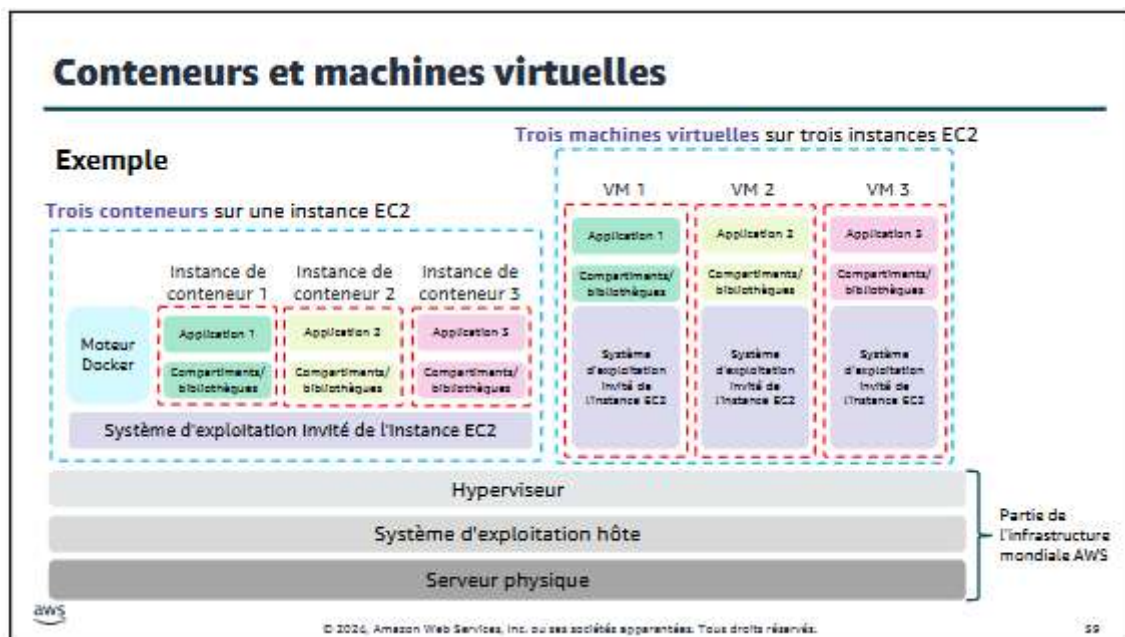 Conteneurs et machines virtuelles
Trois machines virtuelles sur trois instances EC2
Exemple
VM 1
VM 2
VM 3
Trois conteneurs sur une instance EC2
Application 1
Application 2
Application 3
Instance de
conteneur 1
Instance de
conteneur 2
Instance de
conteneur 3
Compartiments/
bibliothèques
Compartiments/
bibliothèques
Compartiments/
bibliothèques
Moteur
Docker
Application 1
Application 2
Application 3
Compartiments/
bibliothèques
Compartiments/
bibliothèques
Compartiments/
bibliothèques
Système
d'exploitation
invité de
l'instance EC2
Système
d'exploitation
invité de
l'instance EC2
Système
d'exploitation
invité de
l'instance EC2
Système d'exploitation invité de l'instance EC2
Hyperviseur
Système d'exploitation hôte
Serveur physique
Partie de
l'infrastructure
mondiale AWS
aws
© 2024, Amazon Web Services, Inc. ou ses sociétés apparentées. Tous droits réservés.
59